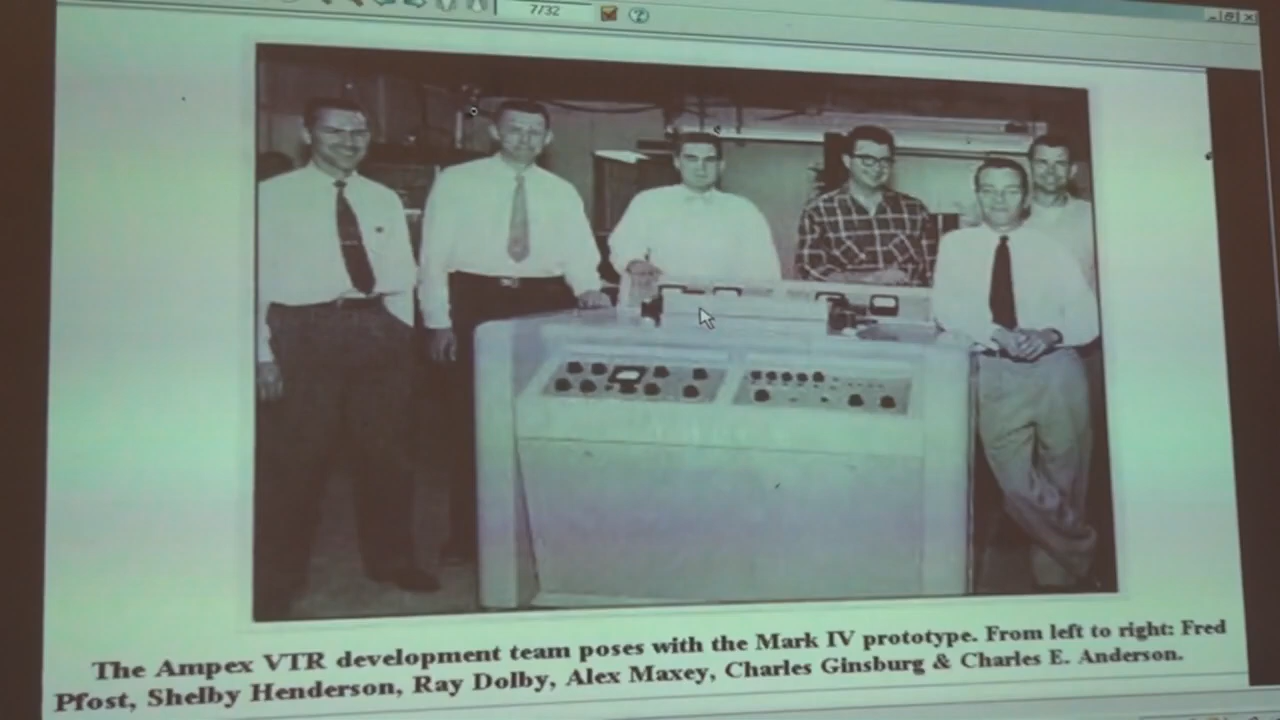 7/32
The Ampex VTR development team poses with the Mark IV prototype. From left to right: Fred
Pfost, Shelby Henderson, Ray Dolby, Alex Maxey, Charles Ginsburg & Charles E. Anderson.